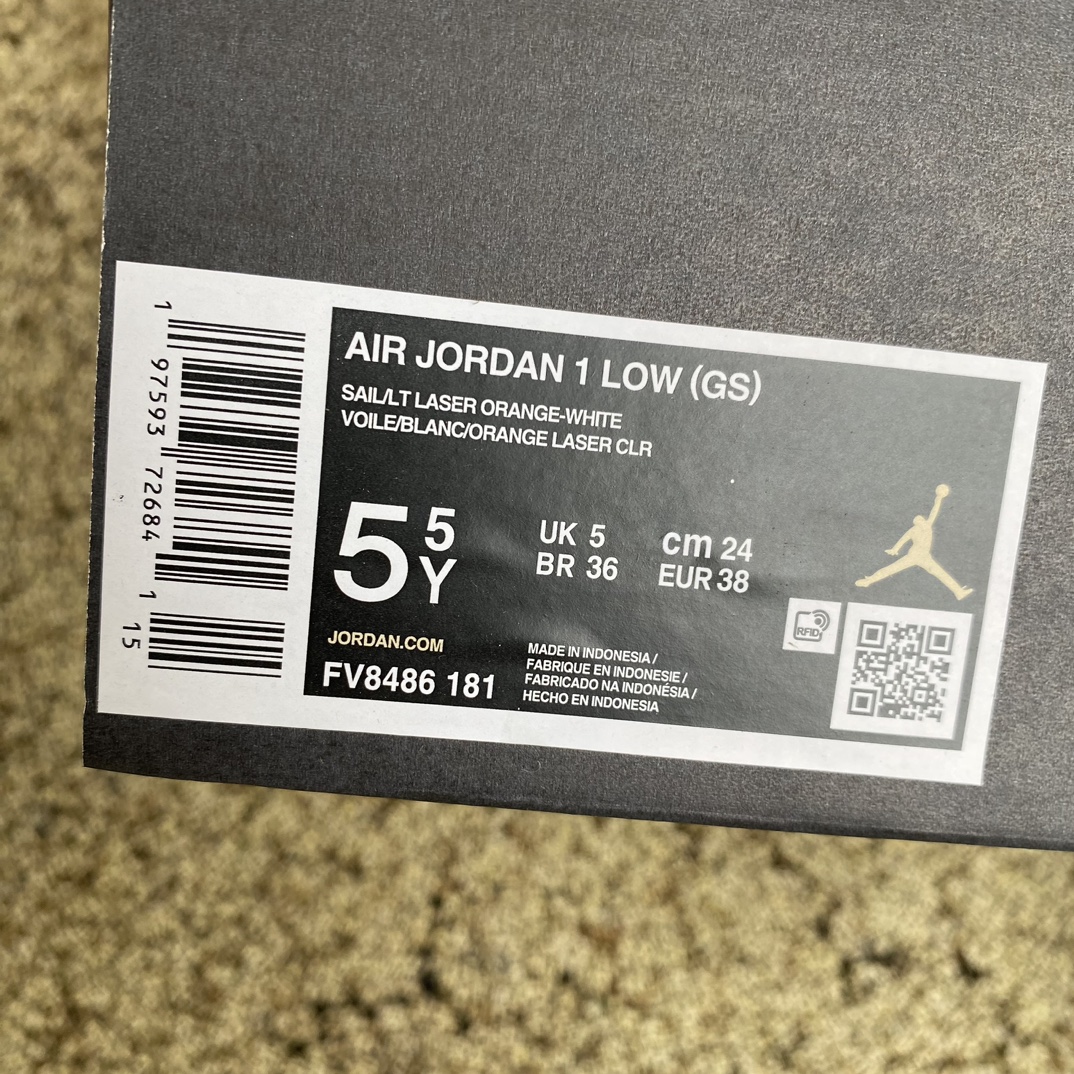 AIR JORDAN 1 LOW (GS)
SAIL/LT LASER ORANGE-WHITE
VOILE/BLANC/ORANGE LASER CLR
5 5 Y
UK 5
BR 36
cm 24
EUR 38
RFID
JORDAN.COM
FV8486 181
MADE IN INDONESIA /
FABRIQUE EN INDONESIE /
FABRICADO NA INDONÉSIA /
HECHO EN INDONESIA
1 97593 72684 1 15